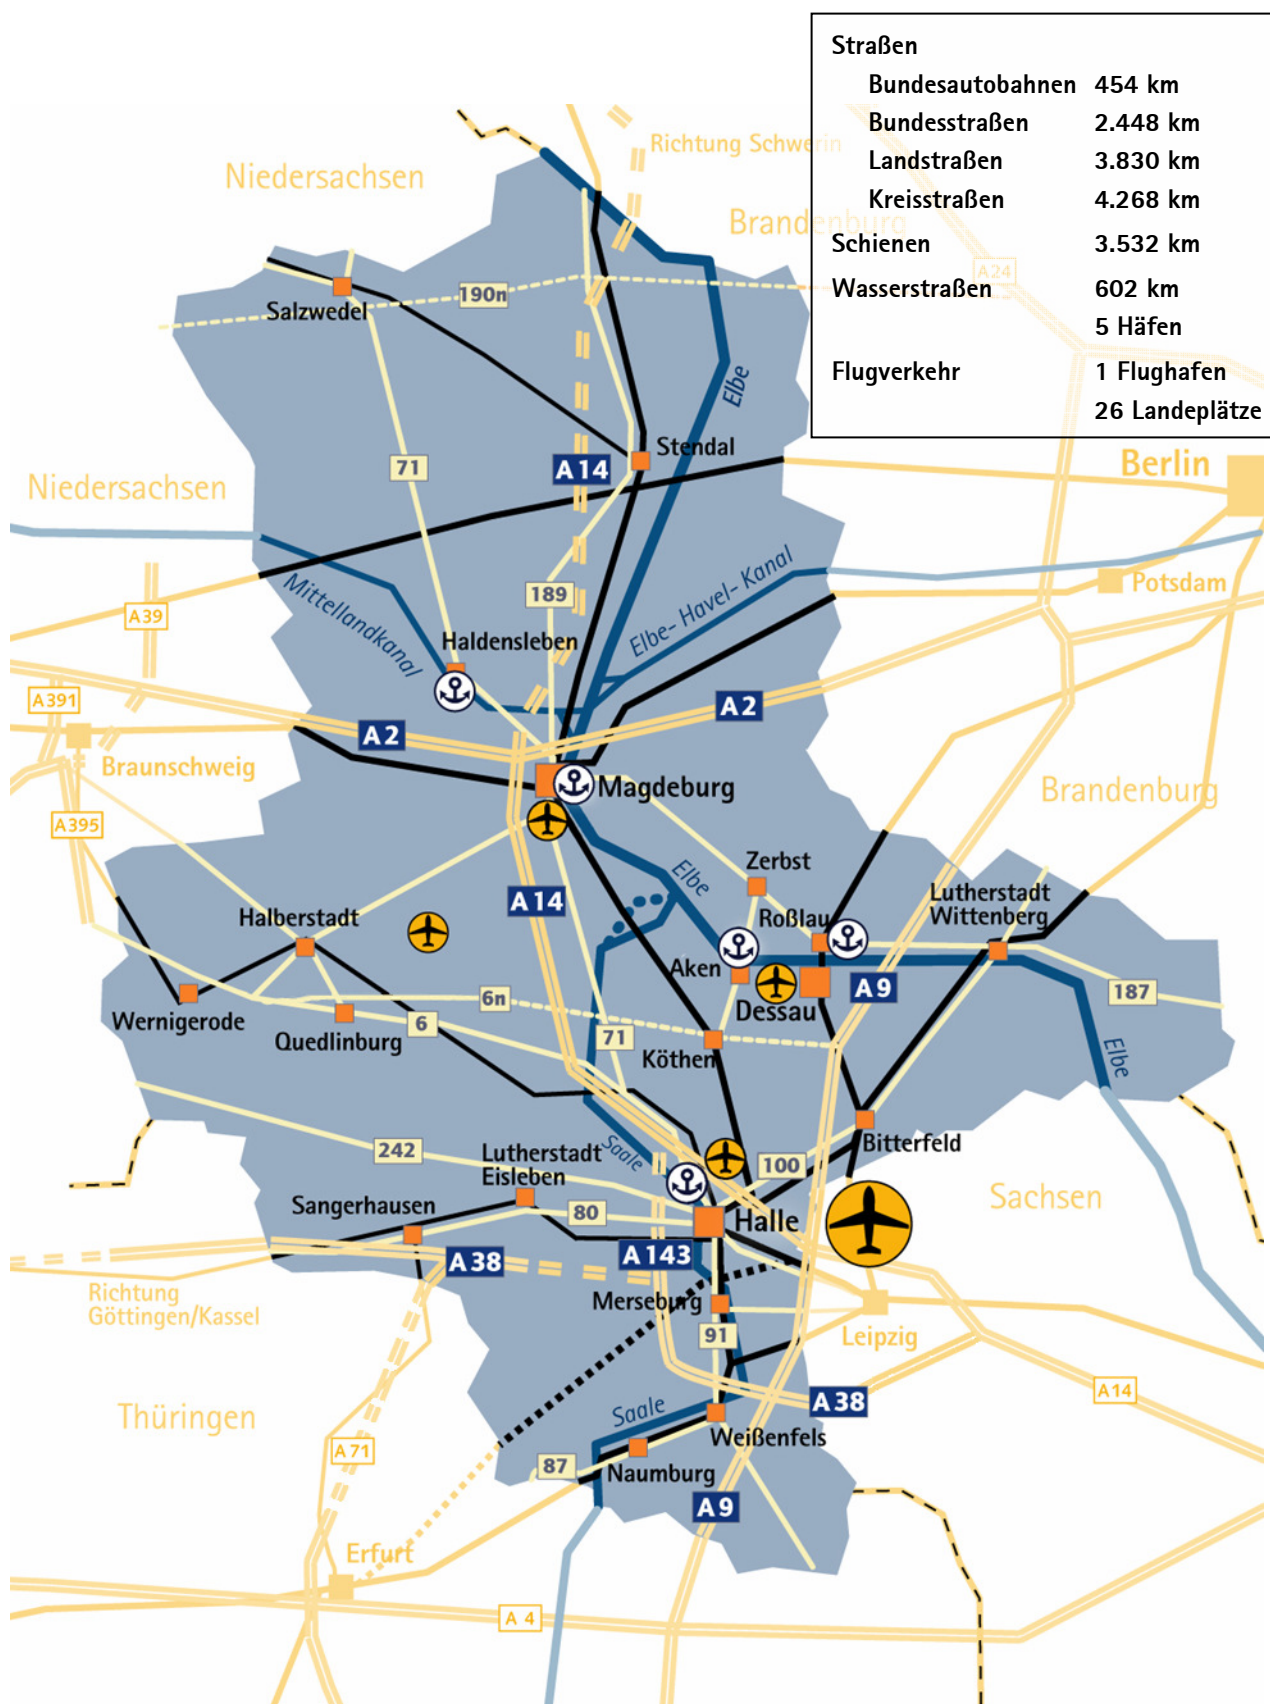 Straßen
Bundesautobahnen 454 km
Bundesstraßen 2.448 km
Landstraßen 3.830 km
Kreisstraßen 4.268 km
Schienen 3.532 km
Wasserstraßen 602 km
5 Häfen
Flugverkehr 1 Flughafen
26 Landeplätze
Richtung Schwerin
Niedersachsen
Brandenburg
A24
190n
Salzwedel
Elbe
Stendal
71
A14
Berlin
Niedersachsen
Mittellandkanal
Elbe-Havel-Kanal
Potsdam
189
A39
Haldensleben
A391
A2
A2
Braunschweig
Magdeburg
Brandenburg
A395
Elbe
Zerbst
A14
Lutherstadt
Wittenberg
Halberstadt
Roßlau
Aken
A9
187
6n
Wernigerode
Dessau
6
Quedlinburg
71
Köthen
Elbe
Bitterfeld
242
Lutherstadt
Eisleben
Saale
100
Sangerhausen
Sachsen
80
Halle
A38
A143
Richtung
Göttingen/Kassel
Merseburg
91
Leipzig
A14
A38
Thüringen
Saale
Weißenfels
A71
87
Naumburg
A9
Erfurt
A 4